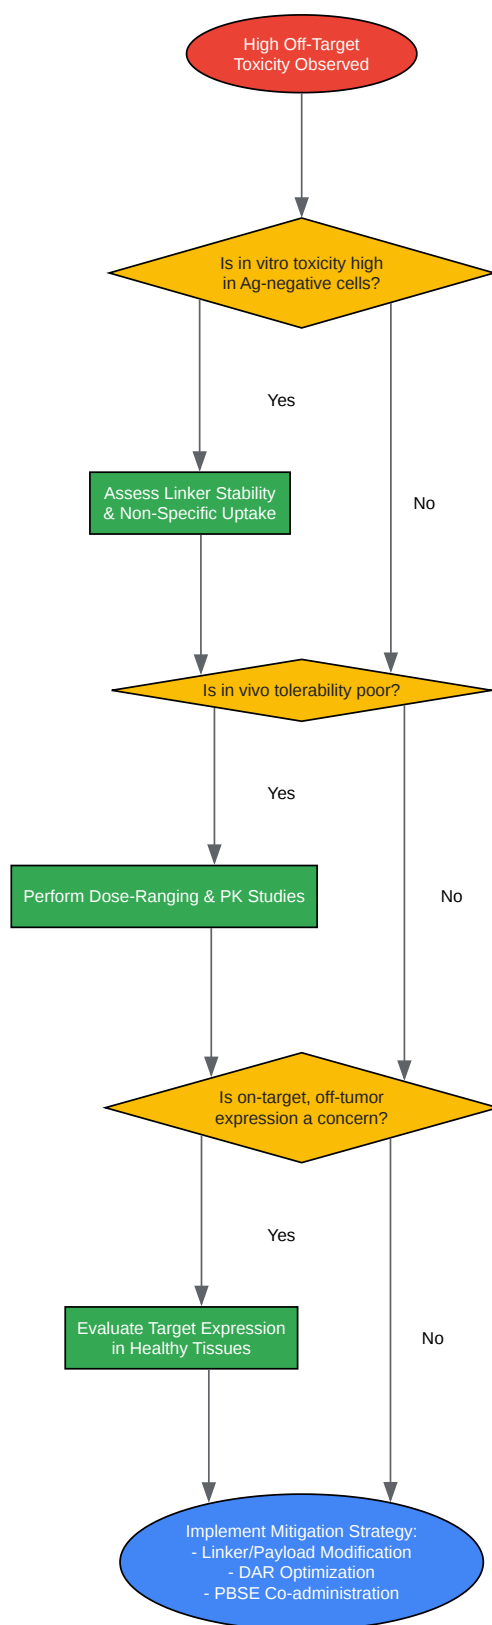 High Off-Target
Toxicity Observed
Is in vitro toxicity high
in Ag-negative cells?
Yes
Assess Linker Stability
& Non-Specific Uptake
No
Is in vivo tolerability poor?
Yes
Perform Dose-Ranging & PK Studies
No
Is on-target, off-tumor
expression a concern?
Yes
Evaluate Target Expression
in Healthy Tissues
No
Implement Mitigation Strategy:
- Linker/Payload Modification
- DAR Optimization
- PBSE Co-administration